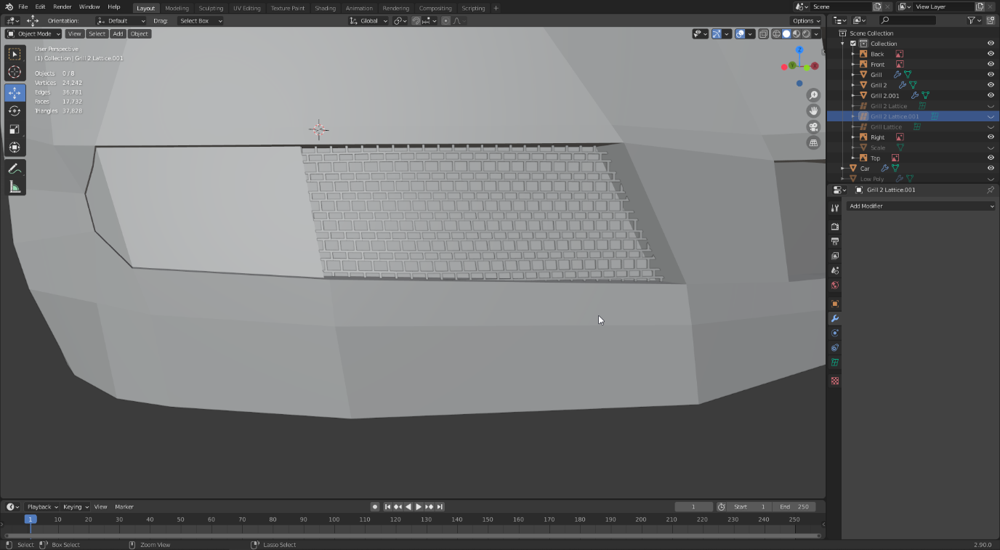 File Edit Render Window Help Layout Modeling Sculpting UV Editing Texture Paint Shading Animation Rendering Compositing Scripting + Scene View Layer
Orientation: Default Drag: Select Box Global Options
Object Mode View Select Add Object
User Perspective
(1) Collection | Grill 2 Lattice.001
Objects 0/8
Vertices 24,242
Edges 36,781
Faces 17,732
Triangles 37,828
Z
Y
X
Scene Collection
Collection
Back
Front
Grill
Grill 2
Grill 2.001
Grill 2 Lattice
Grill 2 Lattice.001
Grill Lattice
Right
Scale
Top
Car
Low Poly
Grill 2 Lattice.001
Add Modifier
Playback Keying View Marker 1 Start 1 End 250
1 10 20 30 40 50 60 70 80 90 100 110 120 130 140 150 160 170 180 190 200 210 220 230 240 250
Select Box Select Zoom View Lasso Select 2.90.0